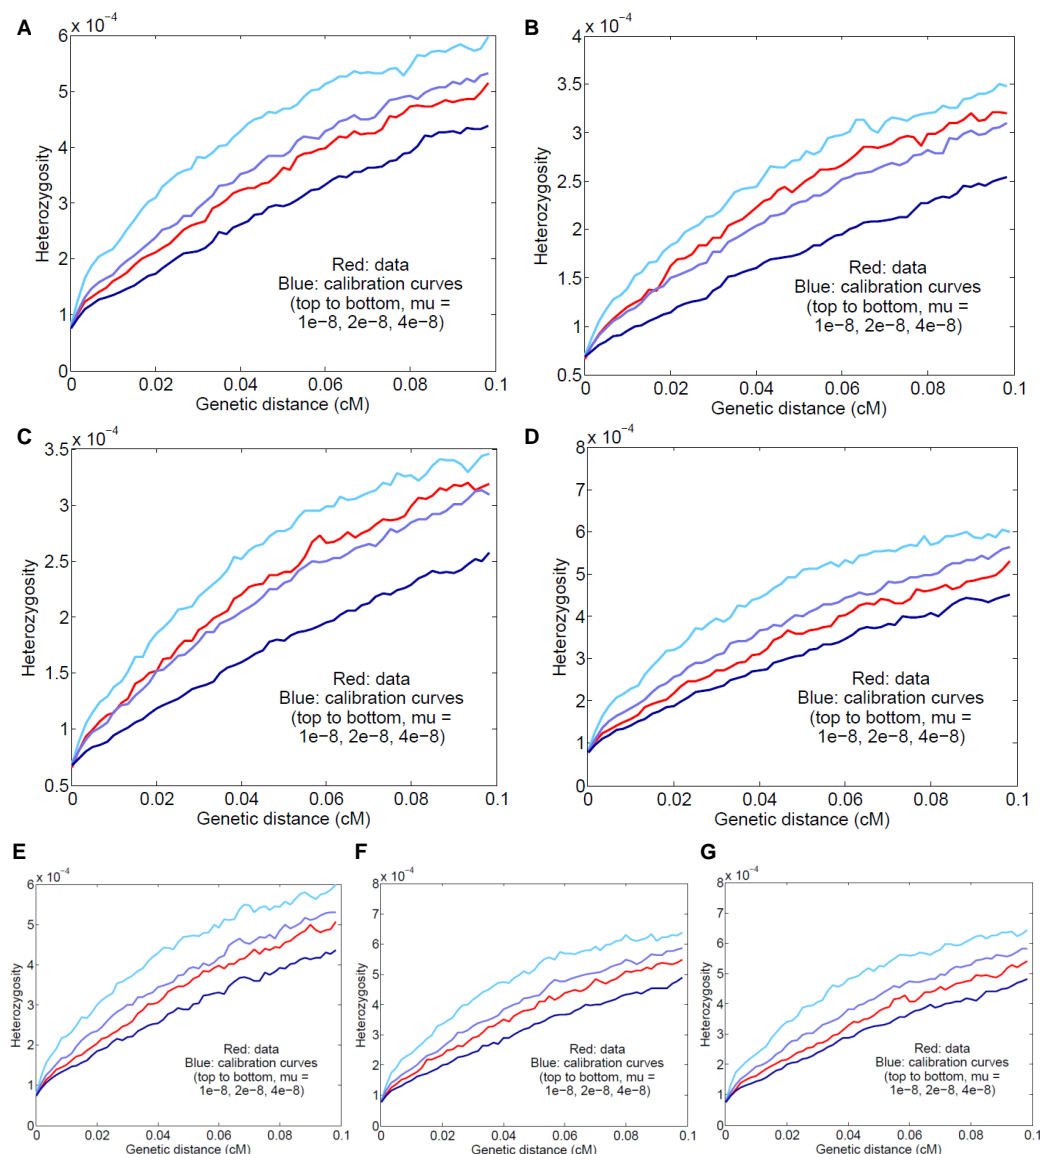 A
x 10⁻⁴
6
5
4
3
2
1
0
Heterozygosity
Red: data
Blue: calibration curves
(top to bottom, mu =
1e−8, 2e−8, 4e−8)
0 0.02 0.04 0.06 0.08 0.1
Genetic distance (cM)
B
x 10⁻⁴
4
3.5
3
2.5
2
1.5
1
0.5
Heterozygosity
Red: data
Blue: calibration curves
(top to bottom, mu =
1e−8, 2e−8, 4e−8)
0 0.02 0.04 0.06 0.08 0.1
Genetic distance (cM)
C
x 10⁻⁴
3.5
3
2.5
2
1.5
1
0.5
Heterozygosity
Red: data
Blue: calibration curves
(top to bottom, mu =
1e−8, 2e−8, 4e−8)
0 0.02 0.04 0.06 0.08 0.1
Genetic distance (cM)
D
x 10⁻⁴
8
7
6
5
4
3
2
1
0
Heterozygosity
Red: data
Blue: calibration curves
(top to bottom, mu =
1e−8, 2e−8, 4e−8)
0 0.02 0.04 0.06 0.08 0.1
Genetic distance (cM)
E
x 10⁻⁴
6
5
4
3
2
1
0
Heterozygosity
Red: data
Blue: calibration curves
(top to bottom, mu =
1e−8, 2e−8, 4e−8)
0 0.02 0.04 0.06 0.08 0.1
Genetic distance (cM)
F
x 10⁻⁴
8
7
6
5
4
3
2
1
0
Heterozygosity
Red: data
Blue: calibration curves
(top to bottom, mu =
1e−8, 2e−8, 4e−8)
0 0.02 0.04 0.06 0.08 0.1
Genetic distance (cM)
G
x 10⁻⁴
8
7
6
5
4
3
2
1
0
Heterozygosity
Red: data
Blue: calibration curves
(top to bottom, mu =
1e−8, 2e−8, 4e−8)
0 0.02 0.04 0.06 0.08 0.1
Genetic distance (cM)